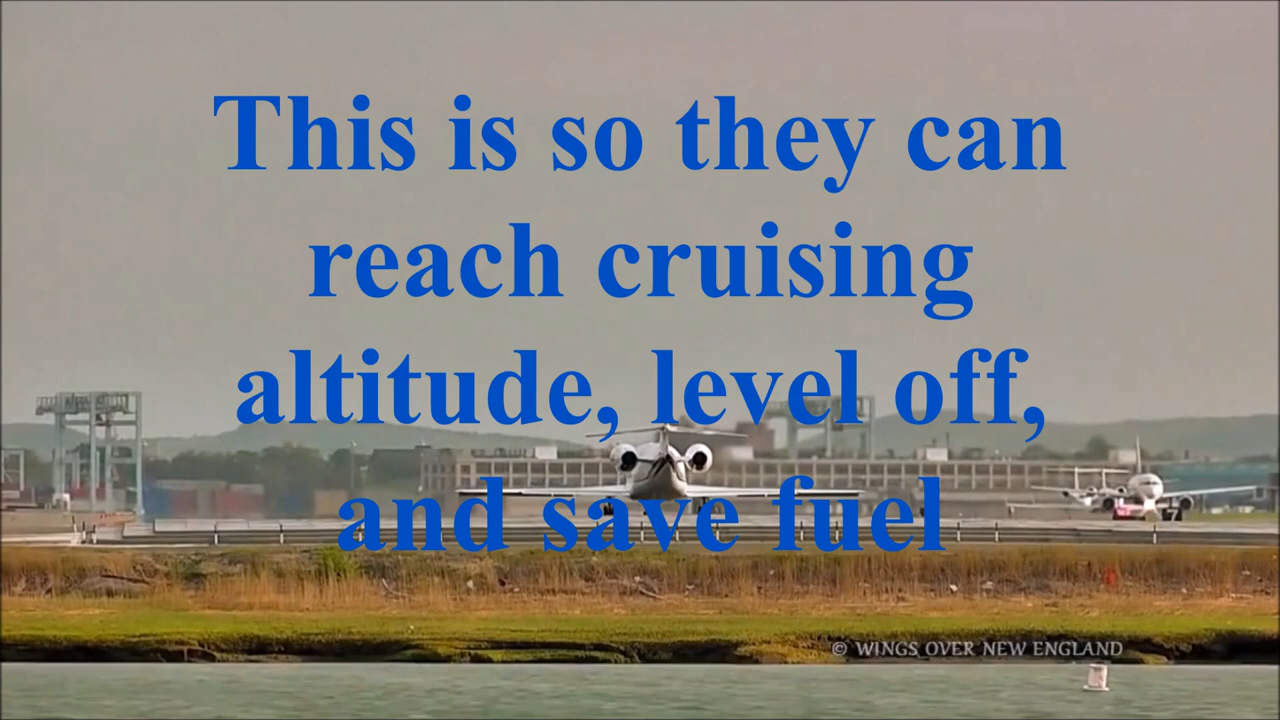 This is so they can
reach cruising
altitude, level off,
and save fuel
© WINGS OVER NEW ENGLAND